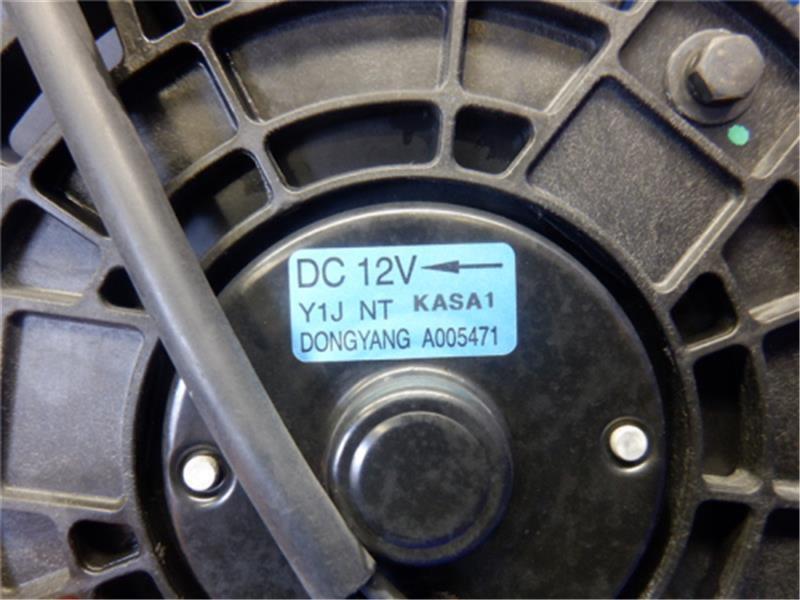 DC 12V ←
Y1J NT KASA1
DONGYANG A005471